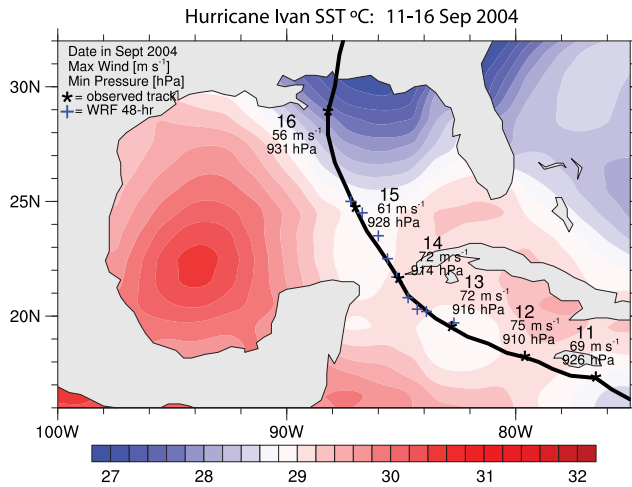 Hurricane Ivan SST ºC: 11-16 Sep 2004
Date in Sept 2004
Max Wind [m s⁻¹]
Min Pressure [hPa]
* = observed track
+ = WRF 48-hr
30N
25N
20N
16
56 m s⁻¹
931 hPa
15
61 m s⁻¹
928 hPa
14
72 m s⁻¹
914 hPa
13
72 m s⁻¹
916 hPa
12
75 m s⁻¹
910 hPa
11
69 m s⁻¹
926 hPa
100W 90W 80W
27 28 29 30 31 32